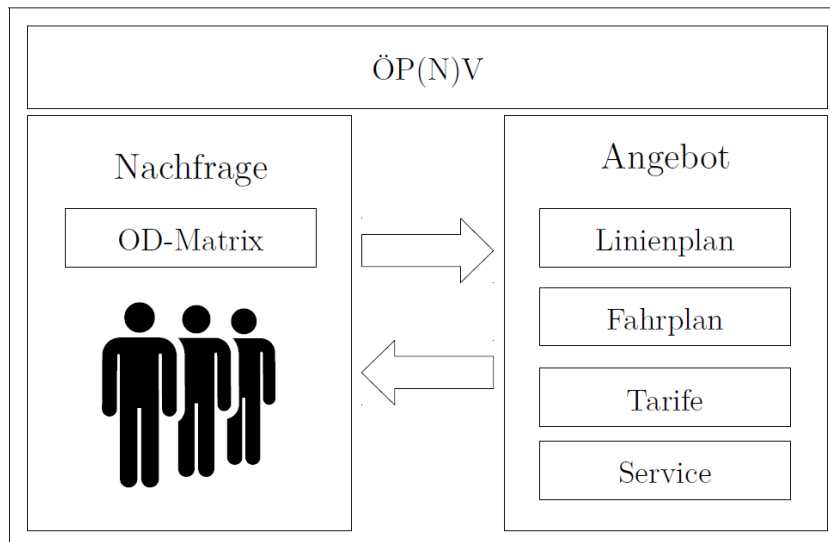 ÖP(N)V
Nachfrage
OD-Matrix
Angebot
Linienplan
Fahrplan
Tarife
Service